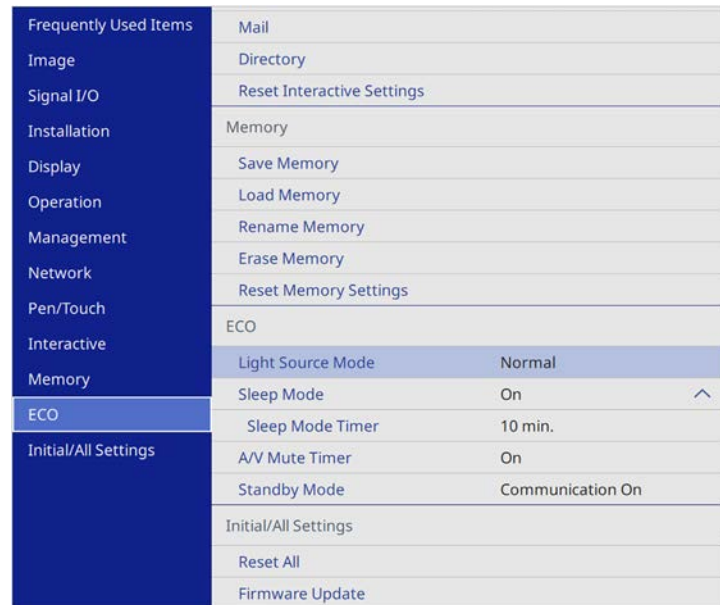 Frequently Used Items
Image
Signal I/O
Installation
Display
Operation
Management
Network
Pen/Touch
Interactive
Memory
ECO
Initial/All Settings
Mail
Directory
Reset Interactive Settings
Memory
Save Memory
Load Memory
Rename Memory
Erase Memory
Reset Memory Settings
ECO
Light Source Mode Normal
Sleep Mode On
Sleep Mode Timer 10 min.
A/V Mute Timer On
Standby Mode Communication On
Initial/All Settings
Reset All
Firmware Update